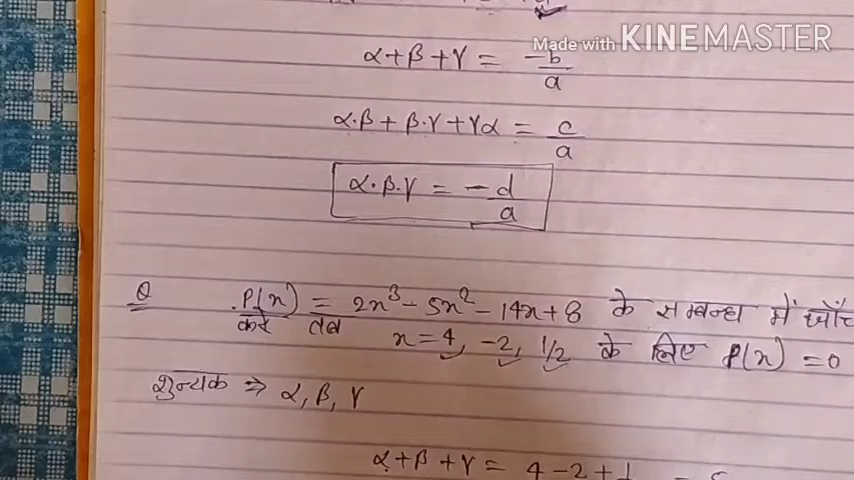 Made with KINEMASTER
α+β+γ = -b/a
α·β + β·γ + γα = c/a
α·β·γ = -d/a
Q P(x) = 2x³ - 5x² - 14x + 8 के सम्बन्ध में जाँच
करे तब x = 4, -2, 1/2 के लिए P(x) = 0
शुन्यक ⇒ α, β, γ
α+β+γ = 4 - 2 + 1